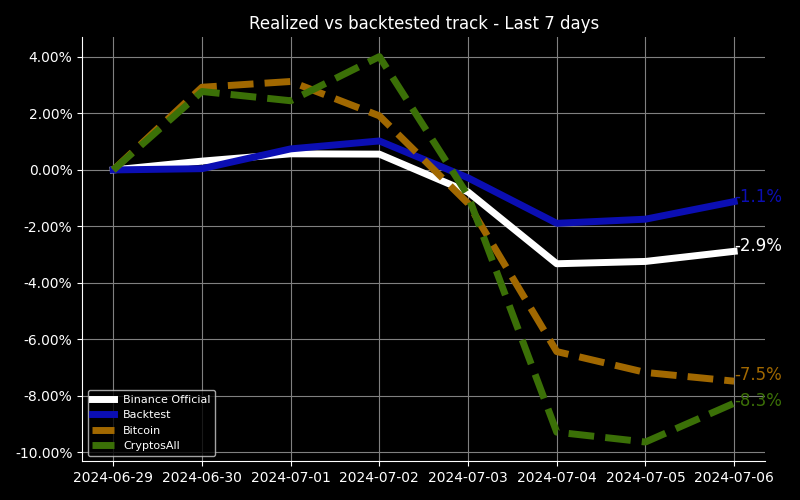 Realized vs backtested track - Last 7 days
4.00%
2.00%
0.00%
-2.00%
-4.00%
-6.00%
-8.00%
-10.00%
-1.1%
-2.9%
-7.5%
-8.3%
Binance Official
Backtest
Bitcoin
CryptosAll
2024-06-29 2024-06-30 2024-07-01 2024-07-02 2024-07-03 2024-07-04 2024-07-05 2024-07-06